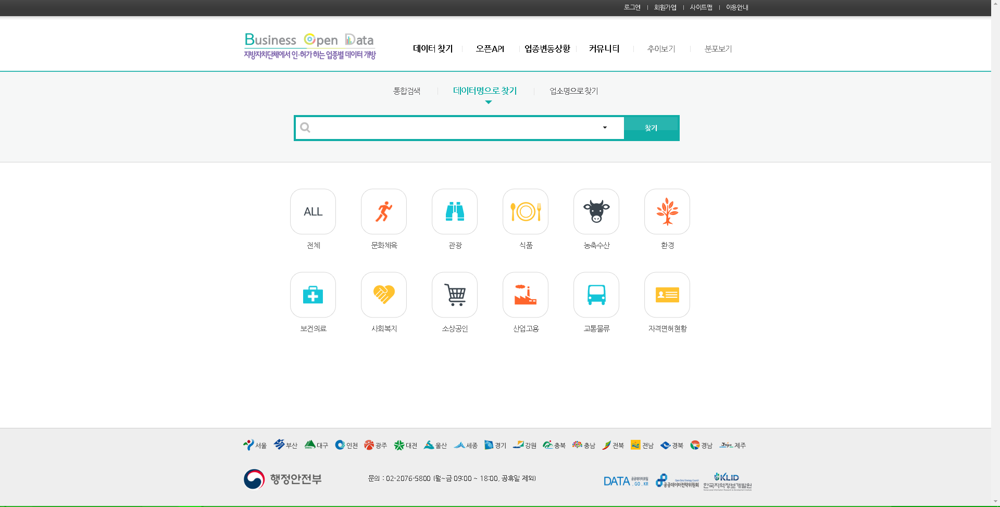 로그인 회원가입 사이트맵 이용안내
Business Open Data
지방자치단체에서 인·허가 하는 업종별 데이터 개방
데이터 찾기 오픈API 업종변동상황 커뮤니티 추이보기 분포보기
통합검색 데이터명으로 찾기 업소명으로 찾기
찾기
ALL
전체 문화체육 관광 식품 농축수산 환경
보건의료 사회복지 소상공인 산업고용 교통물류 자격면허현황
서울 부산 대구 인천 광주 대전 울산 세종 경기 강원 충북 충남 전북 전남 경북 경남 Jeju 제주
행정안전부
문의 : 02-2076-5800 (월~금 09:00 ~ 18:00, 공휴일 제외)
DATA.GO.KR 공공데이터포털
Open Data Strategy Council
공공데이터전략위원회
KLID
한국지역정보개발원
Korea Local Information Research & Development Institute